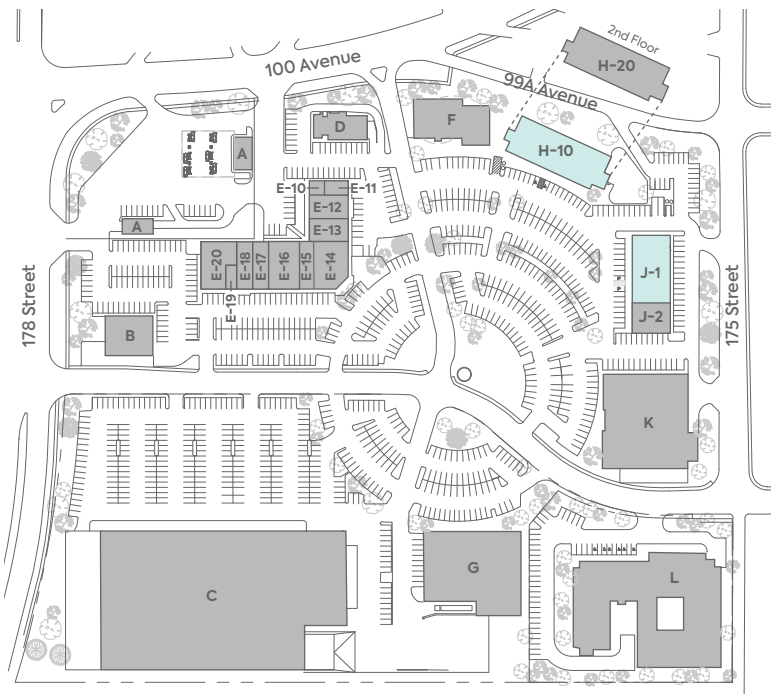 2nd Floor
H-20
100 Avenue
99A Avenue
D
F
A
H-10
E-10
E-11
E-12
E-13
A
E-20
E-18
E-17
E-16
E-15
E-14
E-19
J-1
J-2
178 Street
175 Street
B
K
C
G
L